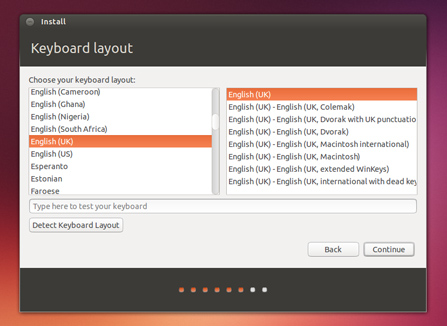 Install
Keyboard layout
Choose your keyboard layout:
English (Cameroon)
English (Ghana)
English (Nigeria)
English (South Africa)
English (UK)
English (US)
Esperanto
Estonian
Faroese
English (UK)
English (UK) - English (UK, Colemak)
English (UK) - English (UK, Dvorak with UK punctuatio
English (UK) - English (UK, Dvorak)
English (UK) - English (UK, Macintosh international)
English (UK) - English (UK, Macintosh)
English (UK) - English (UK, extended WinKeys)
English (UK) - English (UK, international with dead key
Type here to test your keyboard
Detect Keyboard Layout
Back
Continue